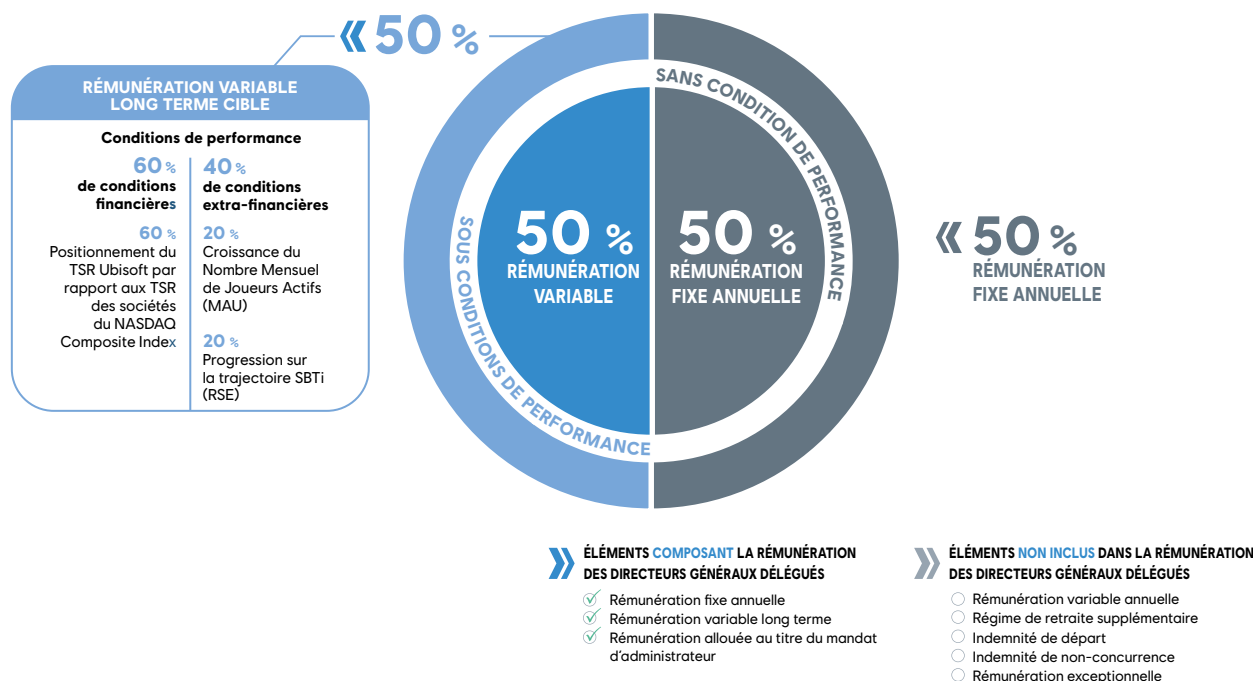 « 50 %
RÉMUNÉRATION VARIABLE
LONG TERME CIBLE
Conditions de performance
60 %
de conditions
financières
60 %
Positionnement du
TSR Ubisoft par
rapport aux TSR
des sociétés
du NASDAQ
Composite Index
40 %
de conditions
extra-financières
20 %
Croissance du
Nombre Mensuel
de Joueurs Actifs
(MAU)
20 %
Progression sur
la trajectoire SBTi
(RSE)
SOUS CONDITIONS DE PERFORMANCE
50 %
RÉMUNÉRATION
VARIABLE
SANS CONDITION DE PERFORMANCE
50 %
RÉMUNÉRATION
FIXE ANNUELLE
« 50 %
RÉMUNÉRATION
FIXE ANNUELLE
» ÉLÉMENTS COMPOSANT LA RÉMUNÉRATION
DES DIRECTEURS GÉNÉRAUX DÉLÉGUÉS
Rémunération fixe annuelle
Rémunération variable long terme
Rémunération allouée au titre du mandat
d'administrateur
» ÉLÉMENTS NON INCLUS DANS LA RÉMUNÉRATION
DES DIRECTEURS GÉNÉRAUX DÉLÉGUÉS
Rémunération variable annuelle
Régime de retraite supplémentaire
Indemnité de départ
Indemnité de non-concurrence
Rémunération exceptionnelle